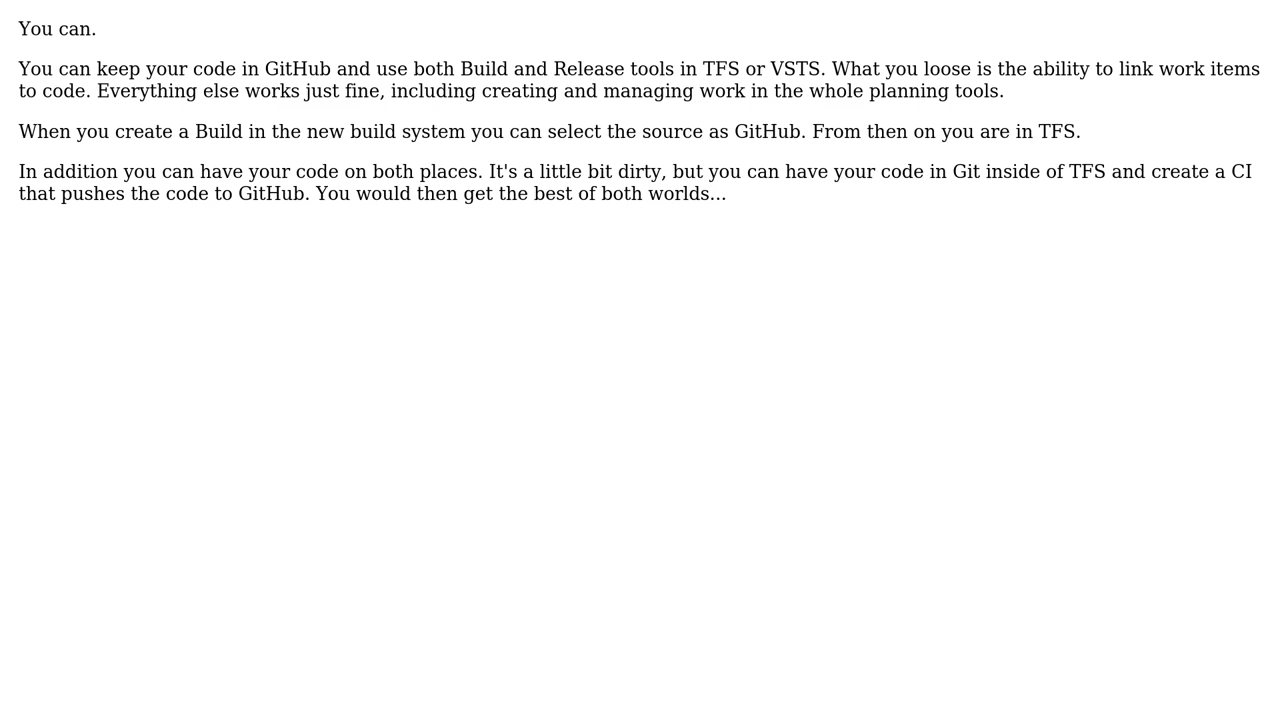 You can.
You can keep your code in GitHub and use both Build and Release tools in TFS or VSTS. What you loose is the ability to link work items
to code. Everything else works just fine, including creating and managing work in the whole planning tools.
When you create a Build in the new build system you can select the source as GitHub. From then on you are in TFS.
In addition you can have your code on both places. It's a little bit dirty, but you can have your code in Git inside of TFS and create a CI
that pushes the code to GitHub. You would then get the best of both worlds...